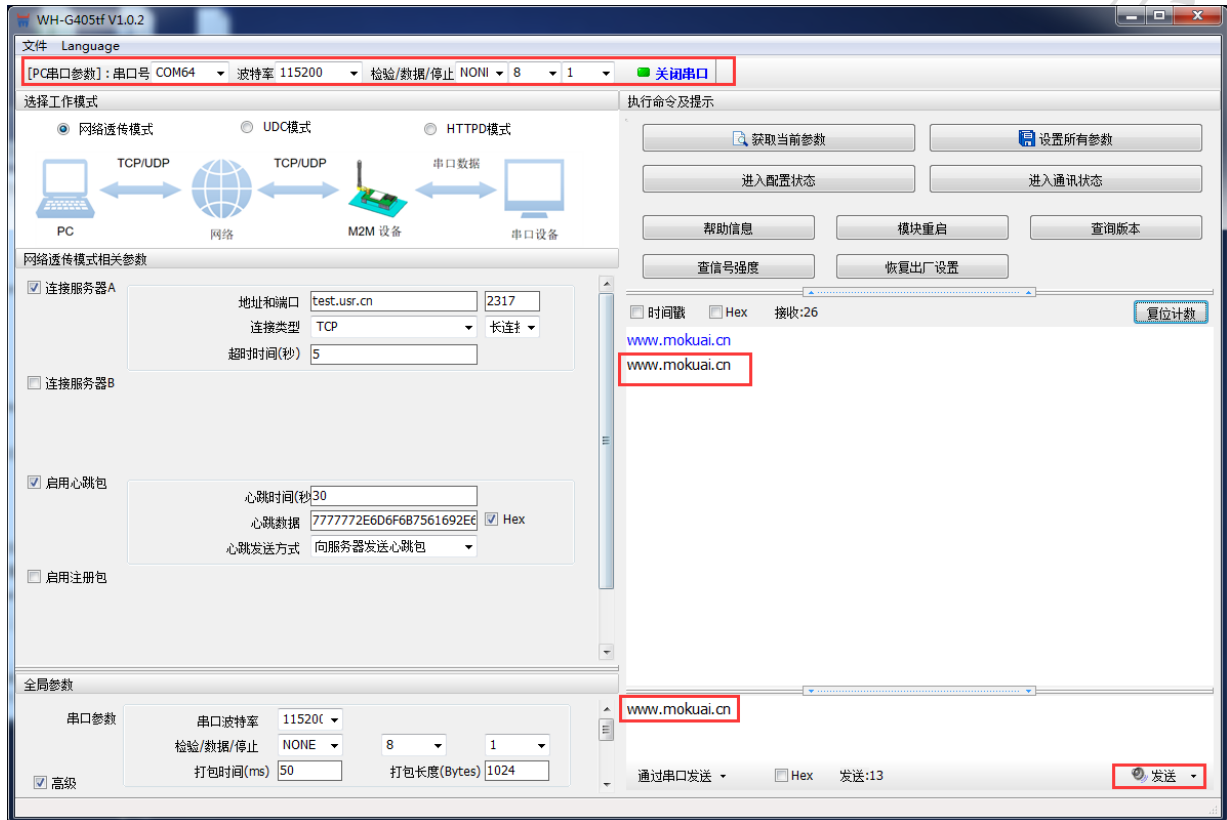 WH-G405tf V1.0.2
文件 Language
[PC串口参数]：串口号 COM64 波特率 115200 检验/数据/停止 NONI 8 1 关闭串口
选择工作模式
网络透传模式 UDC模式 HTTPD模式
TCP/UDP TCP/UDP 串口数据
PC 网络 M2M 设备 串口设备
网络透传模式相关参数
连接服务器A
地址和端口 test.usr.cn 2317
连接类型 TCP 长连扌
超时时间(秒) 5
连接服务器B
启用心跳包
心跳时间(秒 30
心跳数据 7777772E6D6F6B7561692E6 Hex
心跳发送方式 向服务器发送心跳包
启用注册包
全局参数
串口参数 串口波特率 11520(
检验/数据/停止 NONE 8 1
打包时间(ms) 50 打包长度(Bytes) 1024
高级
执行命令及提示
获取当前参数 设置所有参数
进入配置状态 进入通讯状态
帮助信息 模块重启 查询版本
查信号强度 恢复出厂设置
时间戳 Hex 接收:26 复位计数
www.mokuai.cn
www.mokuai.cn
www.mokuai.cn
通过串口发送 Hex 发送:13 发送